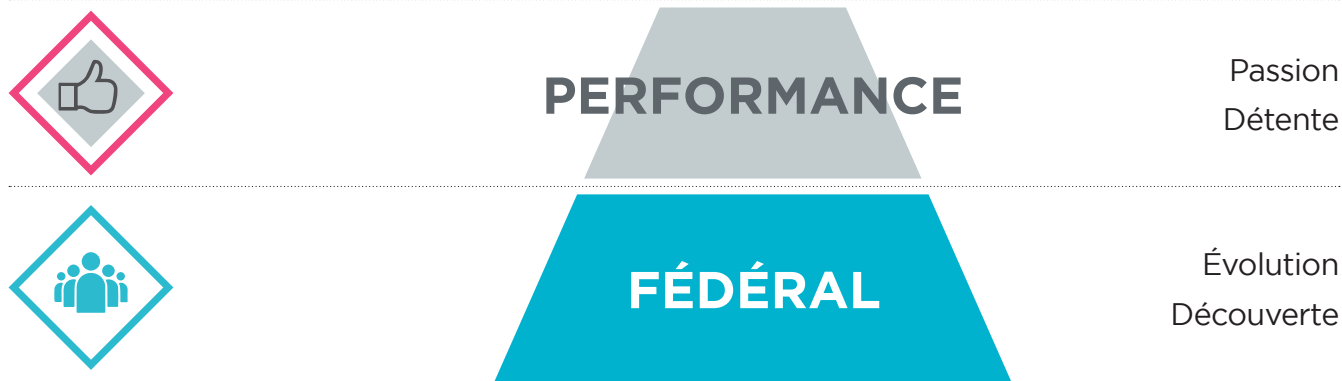 PERFORMANCE
Passion
Détente
FÉDÉRAL
Évolution
Découverte